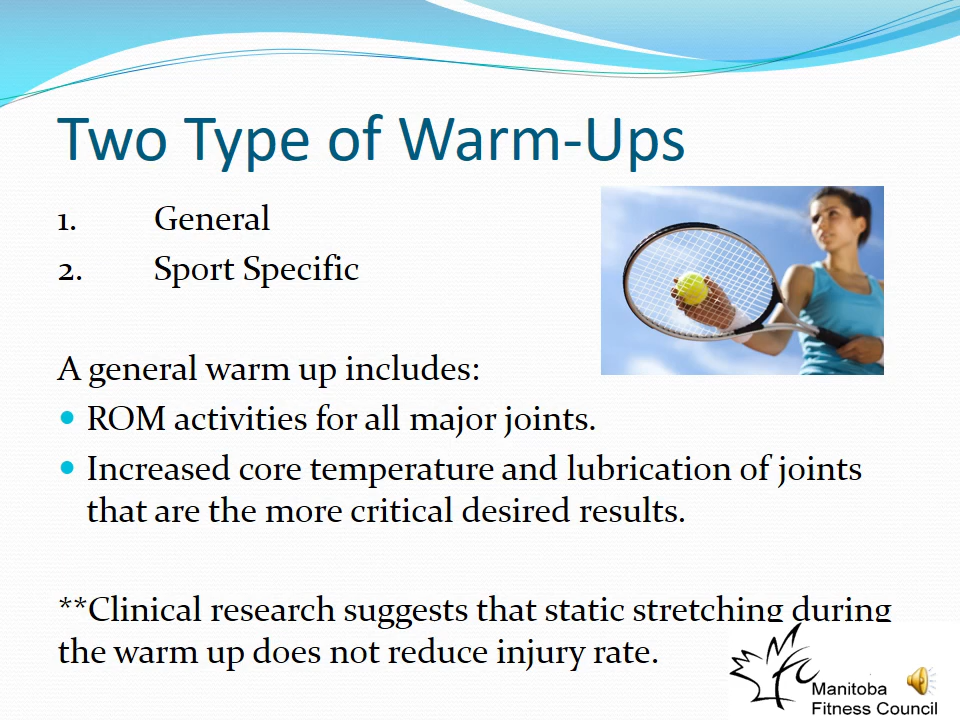 Two Type of Warm-Ups
1. General
2. Sport Specific
A general warm up includes:
ROM activities for all major joints.
Increased core temperature and lubrication of joints
that are the more critical desired results.
**Clinical research suggests that static stretching during
the warm up does not reduce injury rate.
Manitoba
Fitness Council